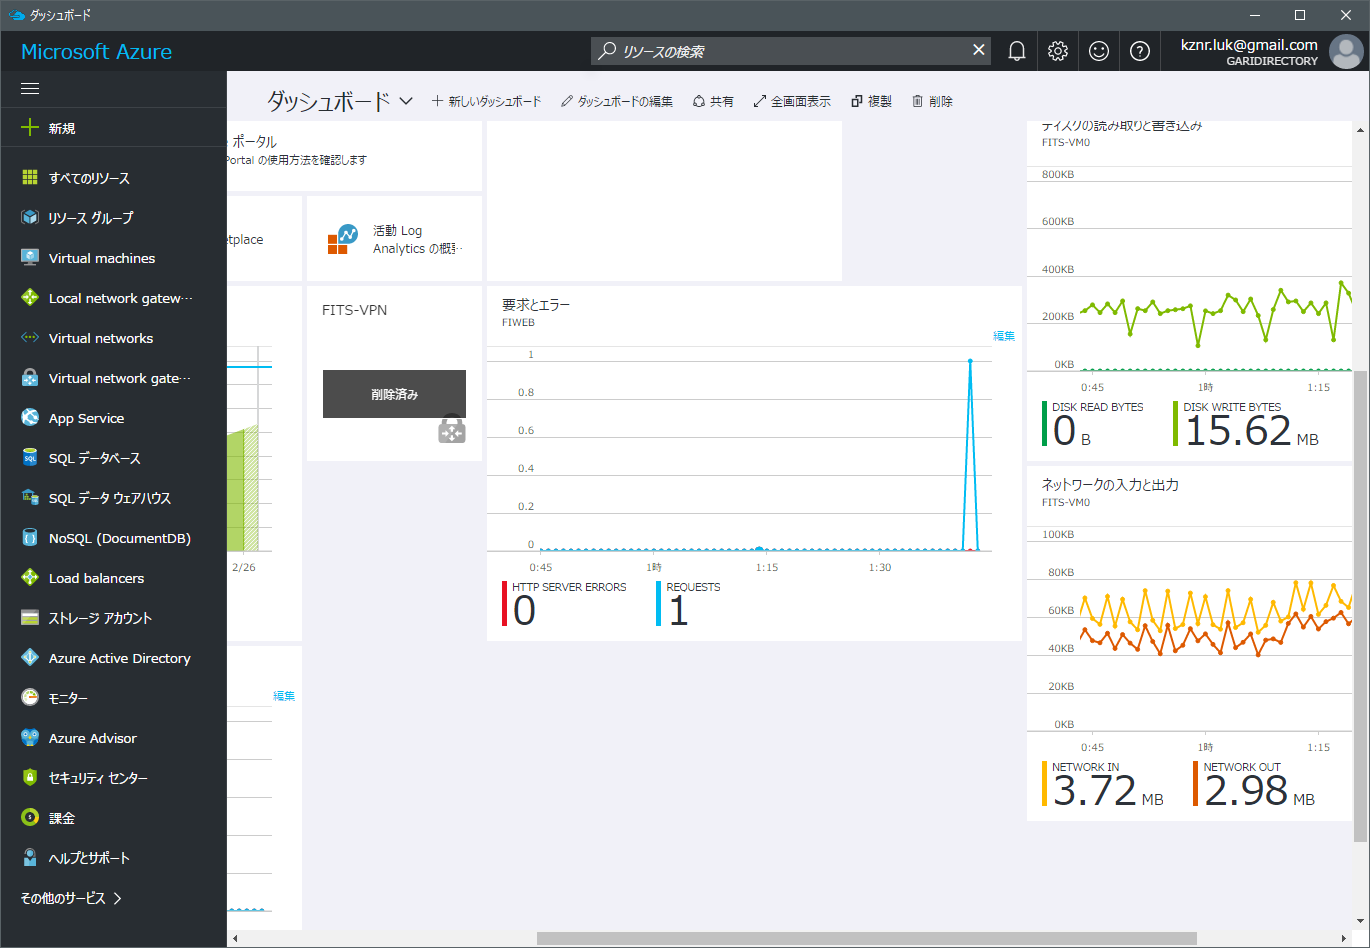 ダッシュボード
Microsoft Azure
リソースの検索
kznr.luk@gmail.com
GARIDIRECTORY
新規
すべてのリソース
リソース グループ
Virtual machines
Local network gatew…
Virtual networks
Virtual network gate…
App Service
SQL データベース
SQL データ ウェアハウス
NoSQL (DocumentDB)
Load balancers
ストレージ アカウント
Azure Active Directory
モニター
Azure Advisor
セキュリティ センター
課金
ヘルプとサポート
その他のサービス
ダッシュボード
新しいダッシュボード
ダッシュボードの編集
共有
全画面表示
複製
削除
ポータル
Portal の使用方法を確認します
etplace
活動 Log
Analytics の概要…
2/26
編集
FITS-VPN
削除済み
要求とエラー
FIWEB
編集
1
0.8
0.6
0.4
0.2
0
0:45
1時
1:15
1:30
HTTP SERVER ERRORS
0
REQUESTS
1
ディスクの読み取りと書き込み
FITS-VM0
800KB
600KB
400KB
200KB
0KB
0:45
1時
1:15
DISK READ BYTES
0 B
DISK WRITE BYTES
15.62 MB
ネットワークの入力と出力
FITS-VM0
100KB
80KB
60KB
40KB
20KB
0KB
0:45
1時
1:15
NETWORK IN
3.72 MB
NETWORK OUT
2.98 MB